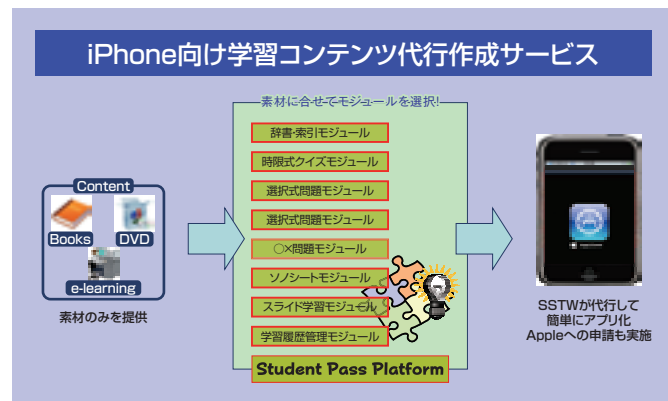 iPhone向け学習コンテンツ代行作成サービス
素材に合せてモジュールを選択!
辞書・索引モジュール
時限式クイズモジュール
選択式問題モジュール
選択式問題モジュール
○×問題モジュール
ソノシートモジュール
スライド学習モジュール
学習履歴管理モジュール
Student Pass Platform
Content
Books
DVD
e-learning
素材のみを提供
SSTWが代行して
簡単にアプリ化
Appleへの申請も実施